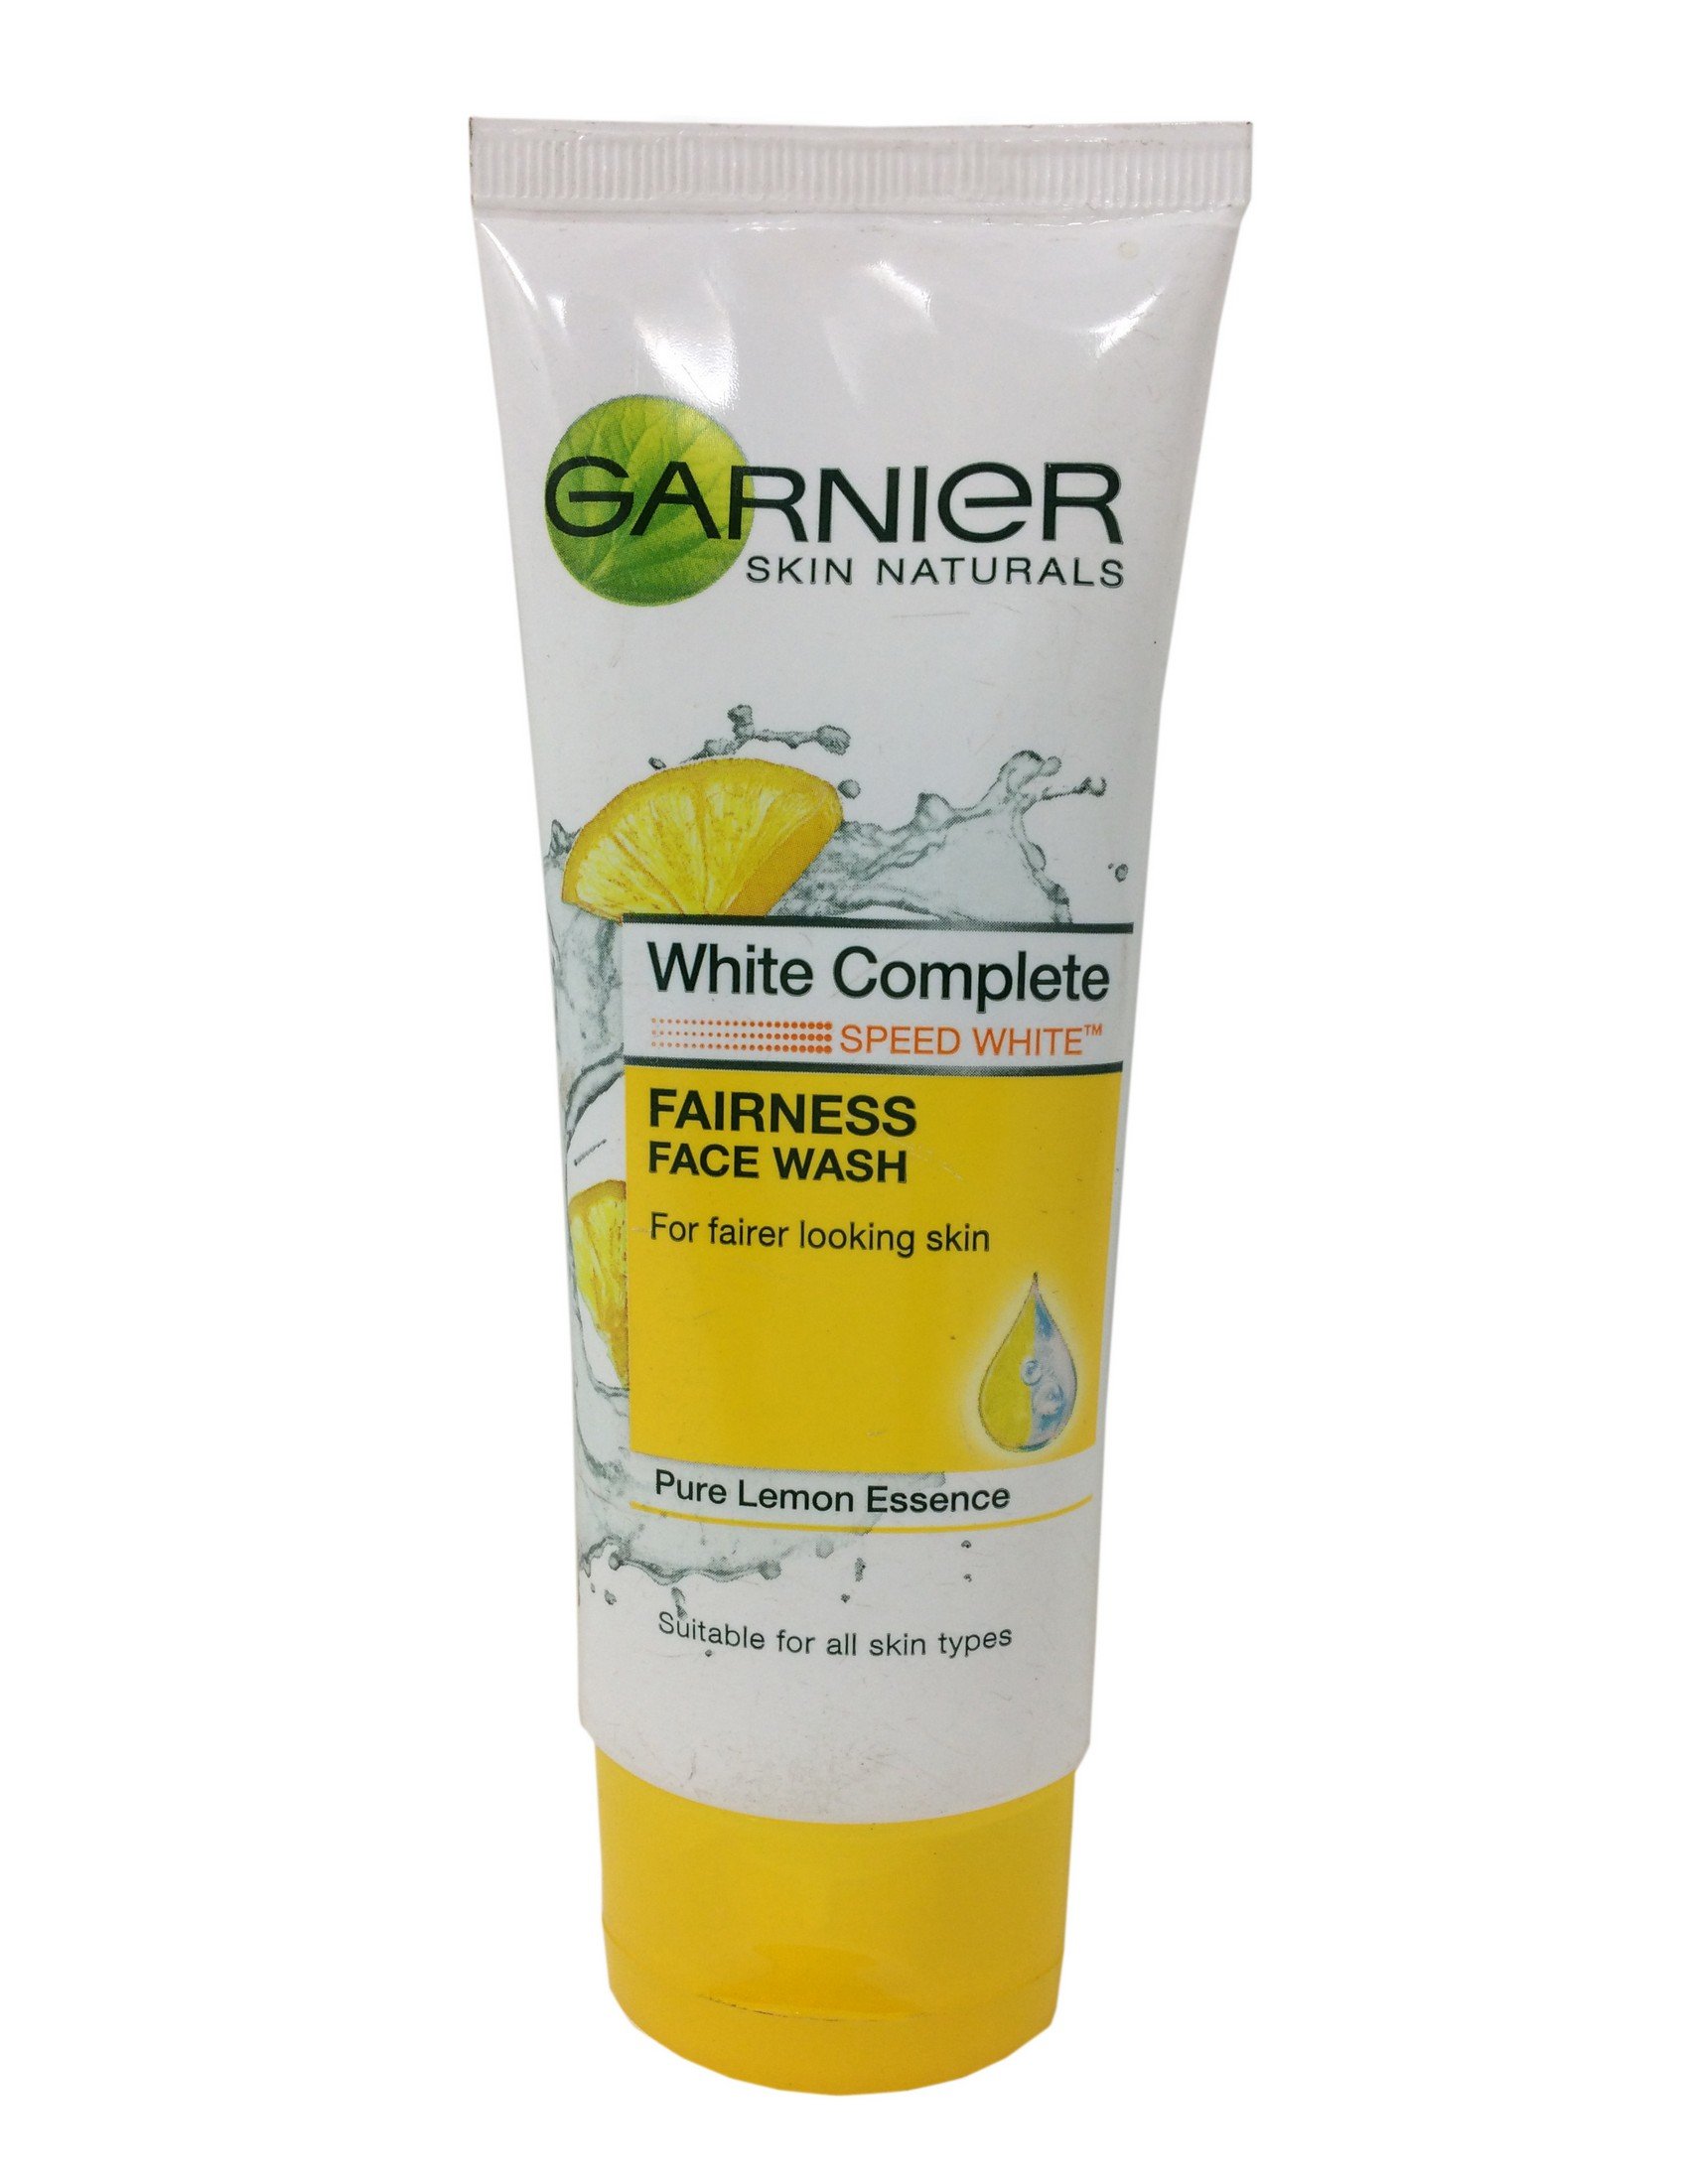 GARNIER
SKIN NATURALS
White Complete
SPEED WHITE™
FAIRNESS
FACE WASH
For fairer looking skin
Pure Lemon Essence
Suitable for all skin types